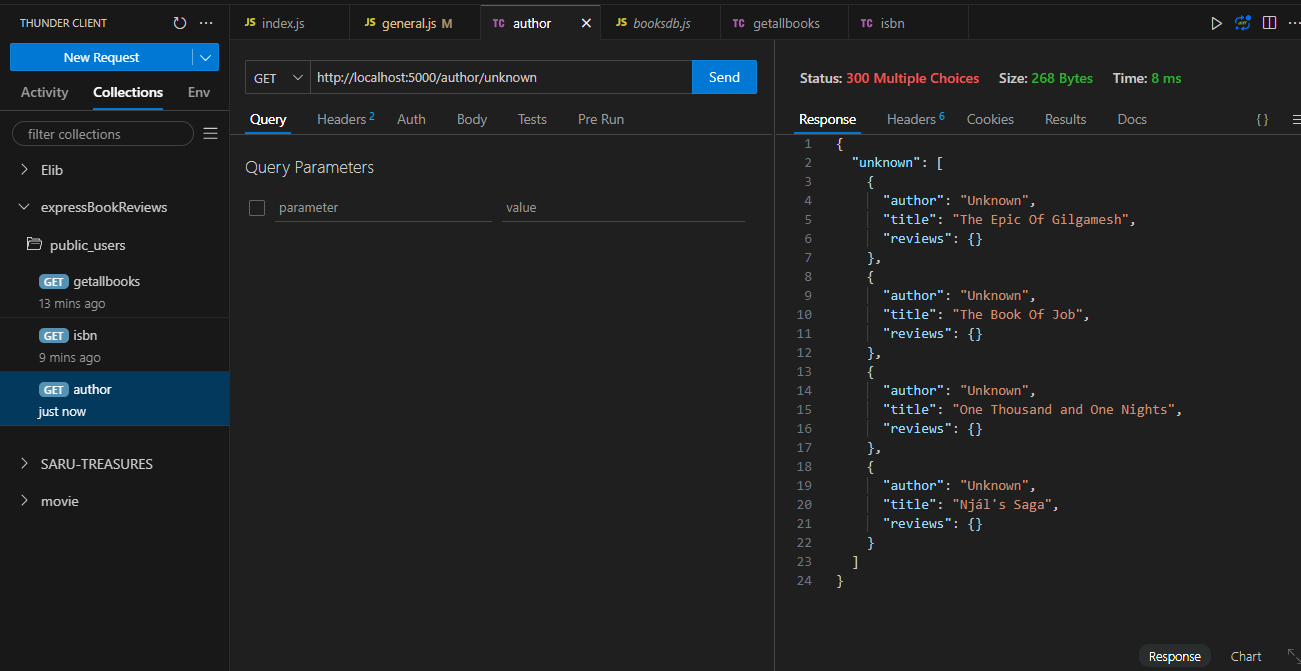 THUNDER CLIENT
New Request
Activity Collections Env
filter collections
Elib
expressBookReviews
public_users
GET getallbooks
13 mins ago
GET isbn
9 mins ago
GET author
just now
SARU-TREASURES
movie
JS index.js
JS general.js M
TC author
JS booksdb.js
TC getallbooks
TC isbn
GET http://localhost:5000/author/unknown Send
Query Headers 2 Auth Body Tests Pre Run
Query Parameters
parameter value
Status: 300 Multiple Choices Size: 268 Bytes Time: 8 ms
Response Headers 6 Cookies Results Docs { }
1 {
2 "unknown": [
3 {
4 "author": "Unknown",
5 "title": "The Epic Of Gilgamesh",
6 "reviews": {}
7 },
8 {
9 "author": "Unknown",
10 "title": "The Book Of Job",
11 "reviews": {}
12 },
13 {
14 "author": "Unknown",
15 "title": "One Thousand and One Nights",
16 "reviews": {}
17 },
18 {
19 "author": "Unknown",
20 "title": "Njál's Saga",
21 "reviews": {}
22 }
23 ]
24 }
Response Chart